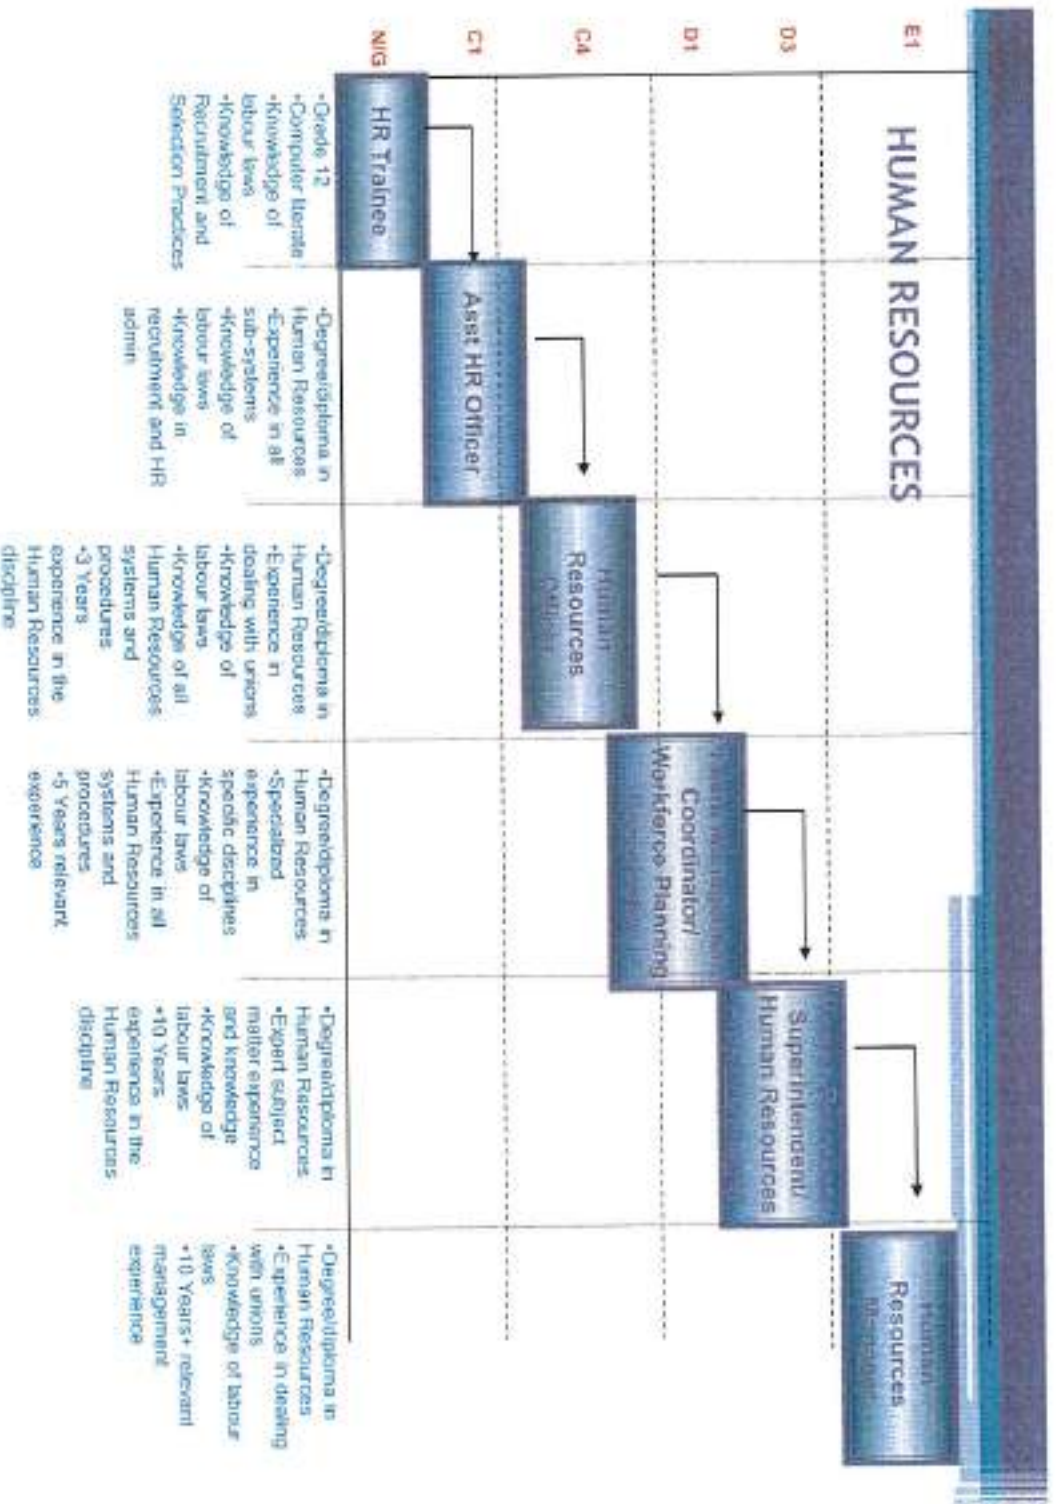 HUMAN RESOURCES
E1
D3
D1
C4
C1
N/G
HR Trainee
Asst HR Officer
Human
Resources
Officer
Coordinator/
Workforce Planning
Superintendent/
Human Resources
Human
Resources
Manager
•Grade 12
•Computer literate
•Knowledge of
labour laws
•Knowledge of
Recruitment and
Selection Practices
•Degree/diploma in
Human Resources
•Experience in all
sub-systems
•Knowledge of
labour laws
•Knowledge in
recruitment and HR
admin
•Degree/diploma in
Human Resources
•Experience in
dealing with unions
•Knowledge of
labour laws
•Knowledge of all
Human Resources
systems and
procedures
•3 Years
experience in the
Human Resources
discipline
•Degree/diploma in
Human Resources
•Specialized
experience in
specific disciplines
•Knowledge of
labour laws
•Experience in all
Human Resources
systems and
procedures
•5 Years relevant
experience
•Degree/diploma in
Human Resources
•Expert subject
matter experience
and knowledge
•Knowledge of
labour laws
•10 Years
experience in the
Human Resources
discipline
•Degree/diploma in
Human Resources
•Experience in dealing
with unions
•Knowledge of labour
laws
•10 Years+ relevant
management
experience